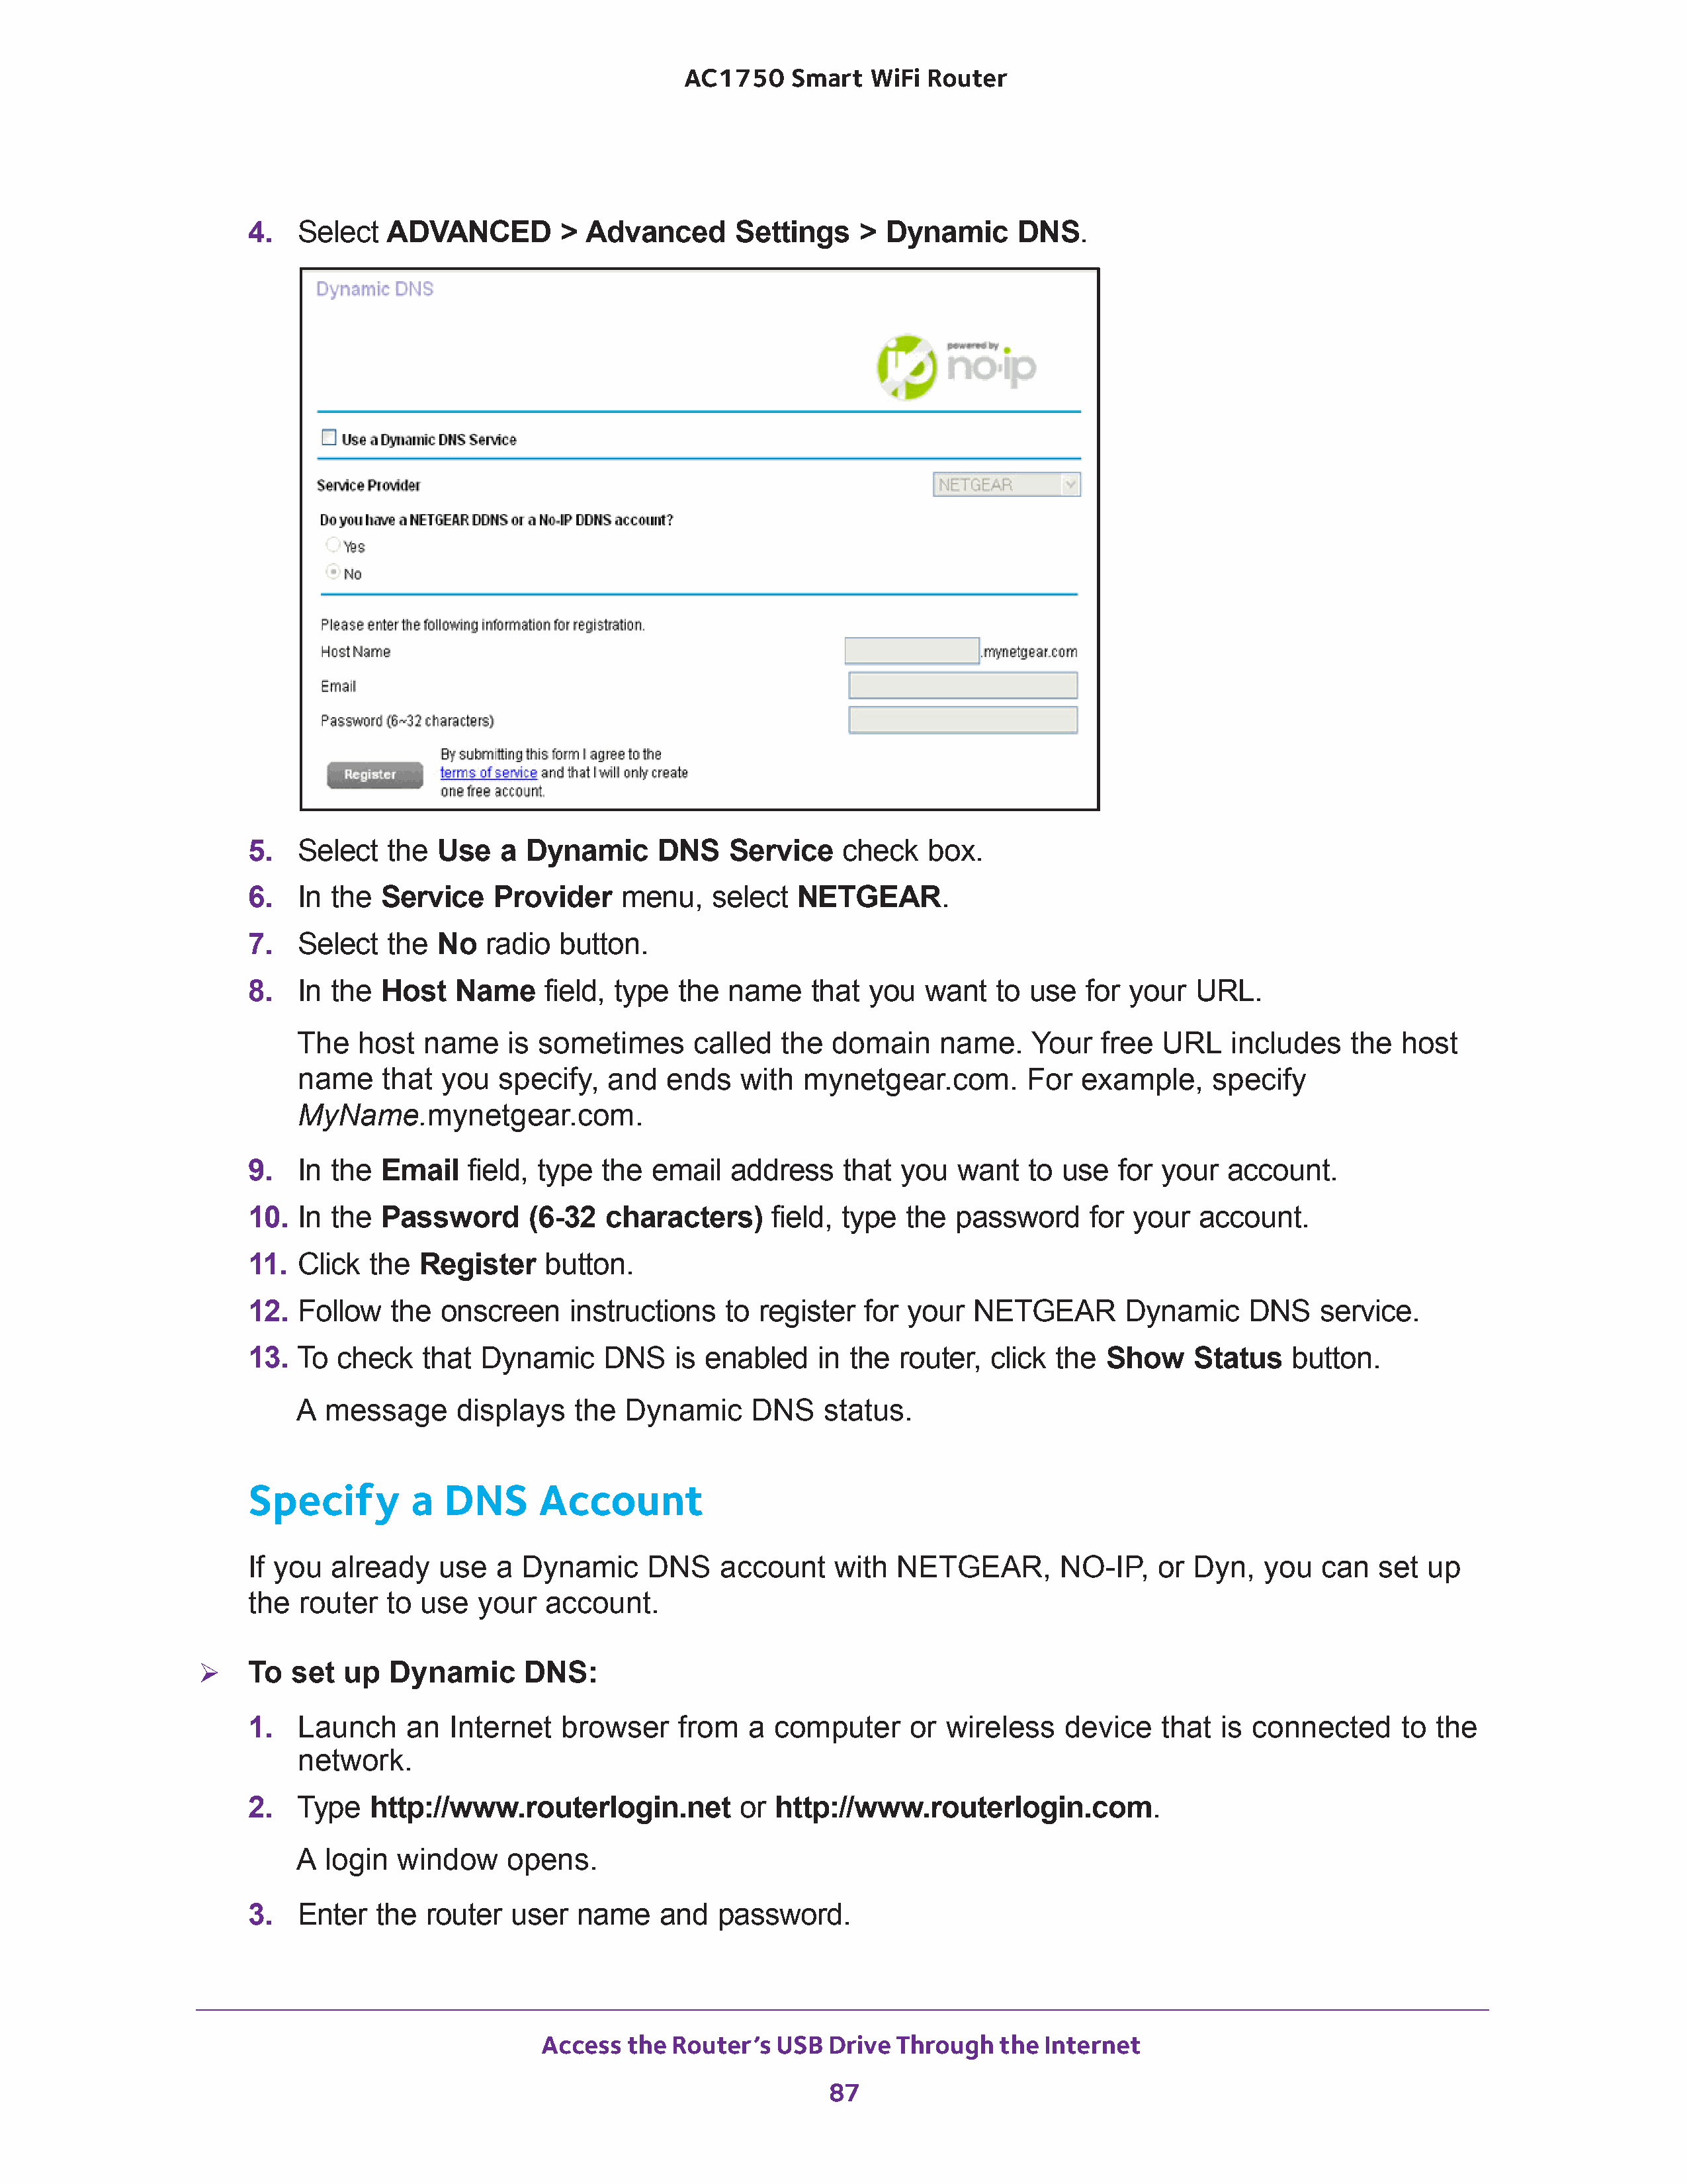 AC1750 Smart WiFi Router
4. Select ADVANCED > Advanced Settings > Dynamic DNS.
Dynamic DNS
powered by
no-ip
Use a Dynamic DNS Service
Service Provider NETGEAR
Do you have a NETGEAR DDNS or a No-IP DDNS account?
Yes
No
Please enter the following information for registration.
Host Name .mynetgear.com
Email
Password (6~32 characters)
By submitting this form I agree to the
Register terms of service and that I will only create
one free account.
5. Select the Use a Dynamic DNS Service check box.
6. In the Service Provider menu, select NETGEAR.
7. Select the No radio button.
8. In the Host Name field, type the name that you want to use for your URL.
The host name is sometimes called the domain name. Your free URL includes the host
name that you specify, and ends with mynetgear.com. For example, specify
MyName.mynetgear.com.
9. In the Email field, type the email address that you want to use for your account.
10. In the Password (6-32 characters) field, type the password for your account.
11. Click the Register button.
12. Follow the onscreen instructions to register for your NETGEAR Dynamic DNS service.
13. To check that Dynamic DNS is enabled in the router, click the Show Status button.
A message displays the Dynamic DNS status.
Specify a DNS Account
If you already use a Dynamic DNS account with NETGEAR, NO-IP, or Dyn, you can set up
the router to use your account.
➢ To set up Dynamic DNS:
1. Launch an Internet browser from a computer or wireless device that is connected to the
network.
2. Type http://www.routerlogin.net or http://www.routerlogin.com.
A login window opens.
3. Enter the router user name and password.
Access the Router’s USB Drive Through the Internet
87